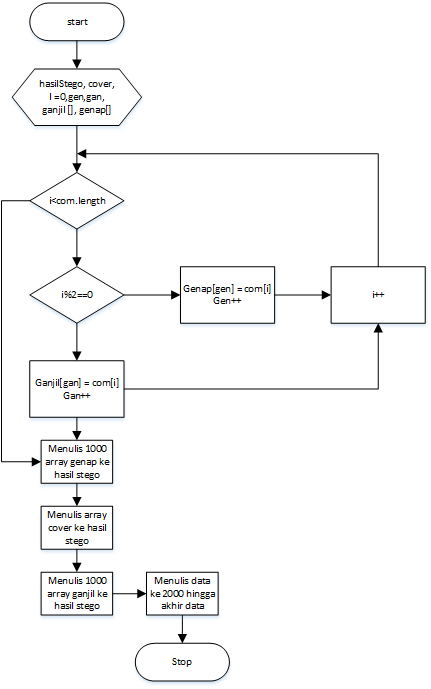 start
hasilStego, cover,
I =0,gen,gan,
ganjil [], genap[]
i<com.length
i%2==0
Genap[gen] = com[i]
Gen++
i++
Ganjil[gan] = com[i]
Gan++
Menulis 1000
array genap ke
hasil stego
Menulis array
cover ke hasil
stego
Menulis 1000
array ganjil ke
hasil stego
Menulis data
ke 2000 hingga
akhir data
Stop